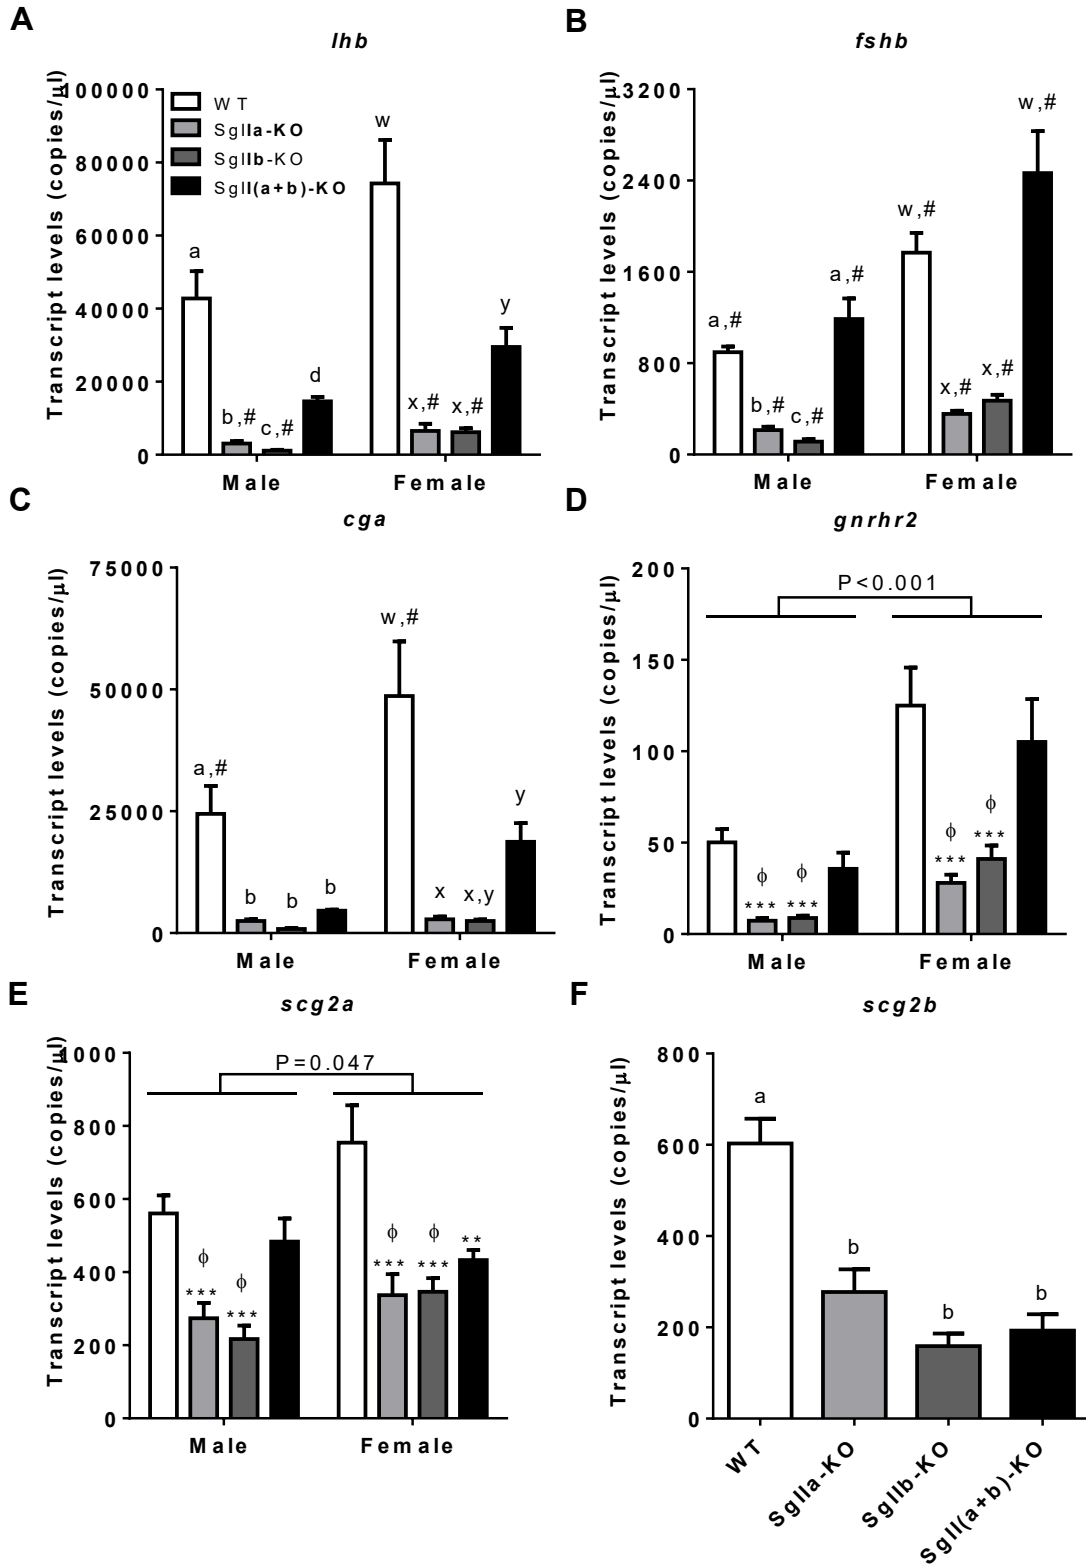 A
lhb
Transcript levels (copies/μl)
100000
80000
60000
40000
20000
0
WT
SgIIa-KO
SgIIb-KO
SgII(a+b)-KO
a
b,#
c,#
d
w
x,#
x,#
y
Male
Female
B
fshb
Transcript levels (copies/μl)
3200
2400
1600
800
0
a,#
b,#
c,#
a,#
w,#
x,#
x,#
w,#
Male
Female
C
cga
Transcript levels (copies/μl)
75000
50000
25000
0
a,#
b
b
b
w,#
x
x,y
y
Male
Female
D
gnrhr2
Transcript levels (copies/μl)
200
150
100
50
0
P<0.001
ϕ
***
ϕ
***
ϕ
***
ϕ
***
Male
Female
E
scg2a
Transcript levels (copies/μl)
1000
800
600
400
200
0
P=0.047
ϕ
***
ϕ
***
ϕ
***
ϕ
***
**
Male
Female
F
scg2b
Transcript levels (copies/μl)
800
600
400
200
0
a
b
b
b
WT
SgIIa-KO
SgIIb-KO
SgII(a+b)-KO